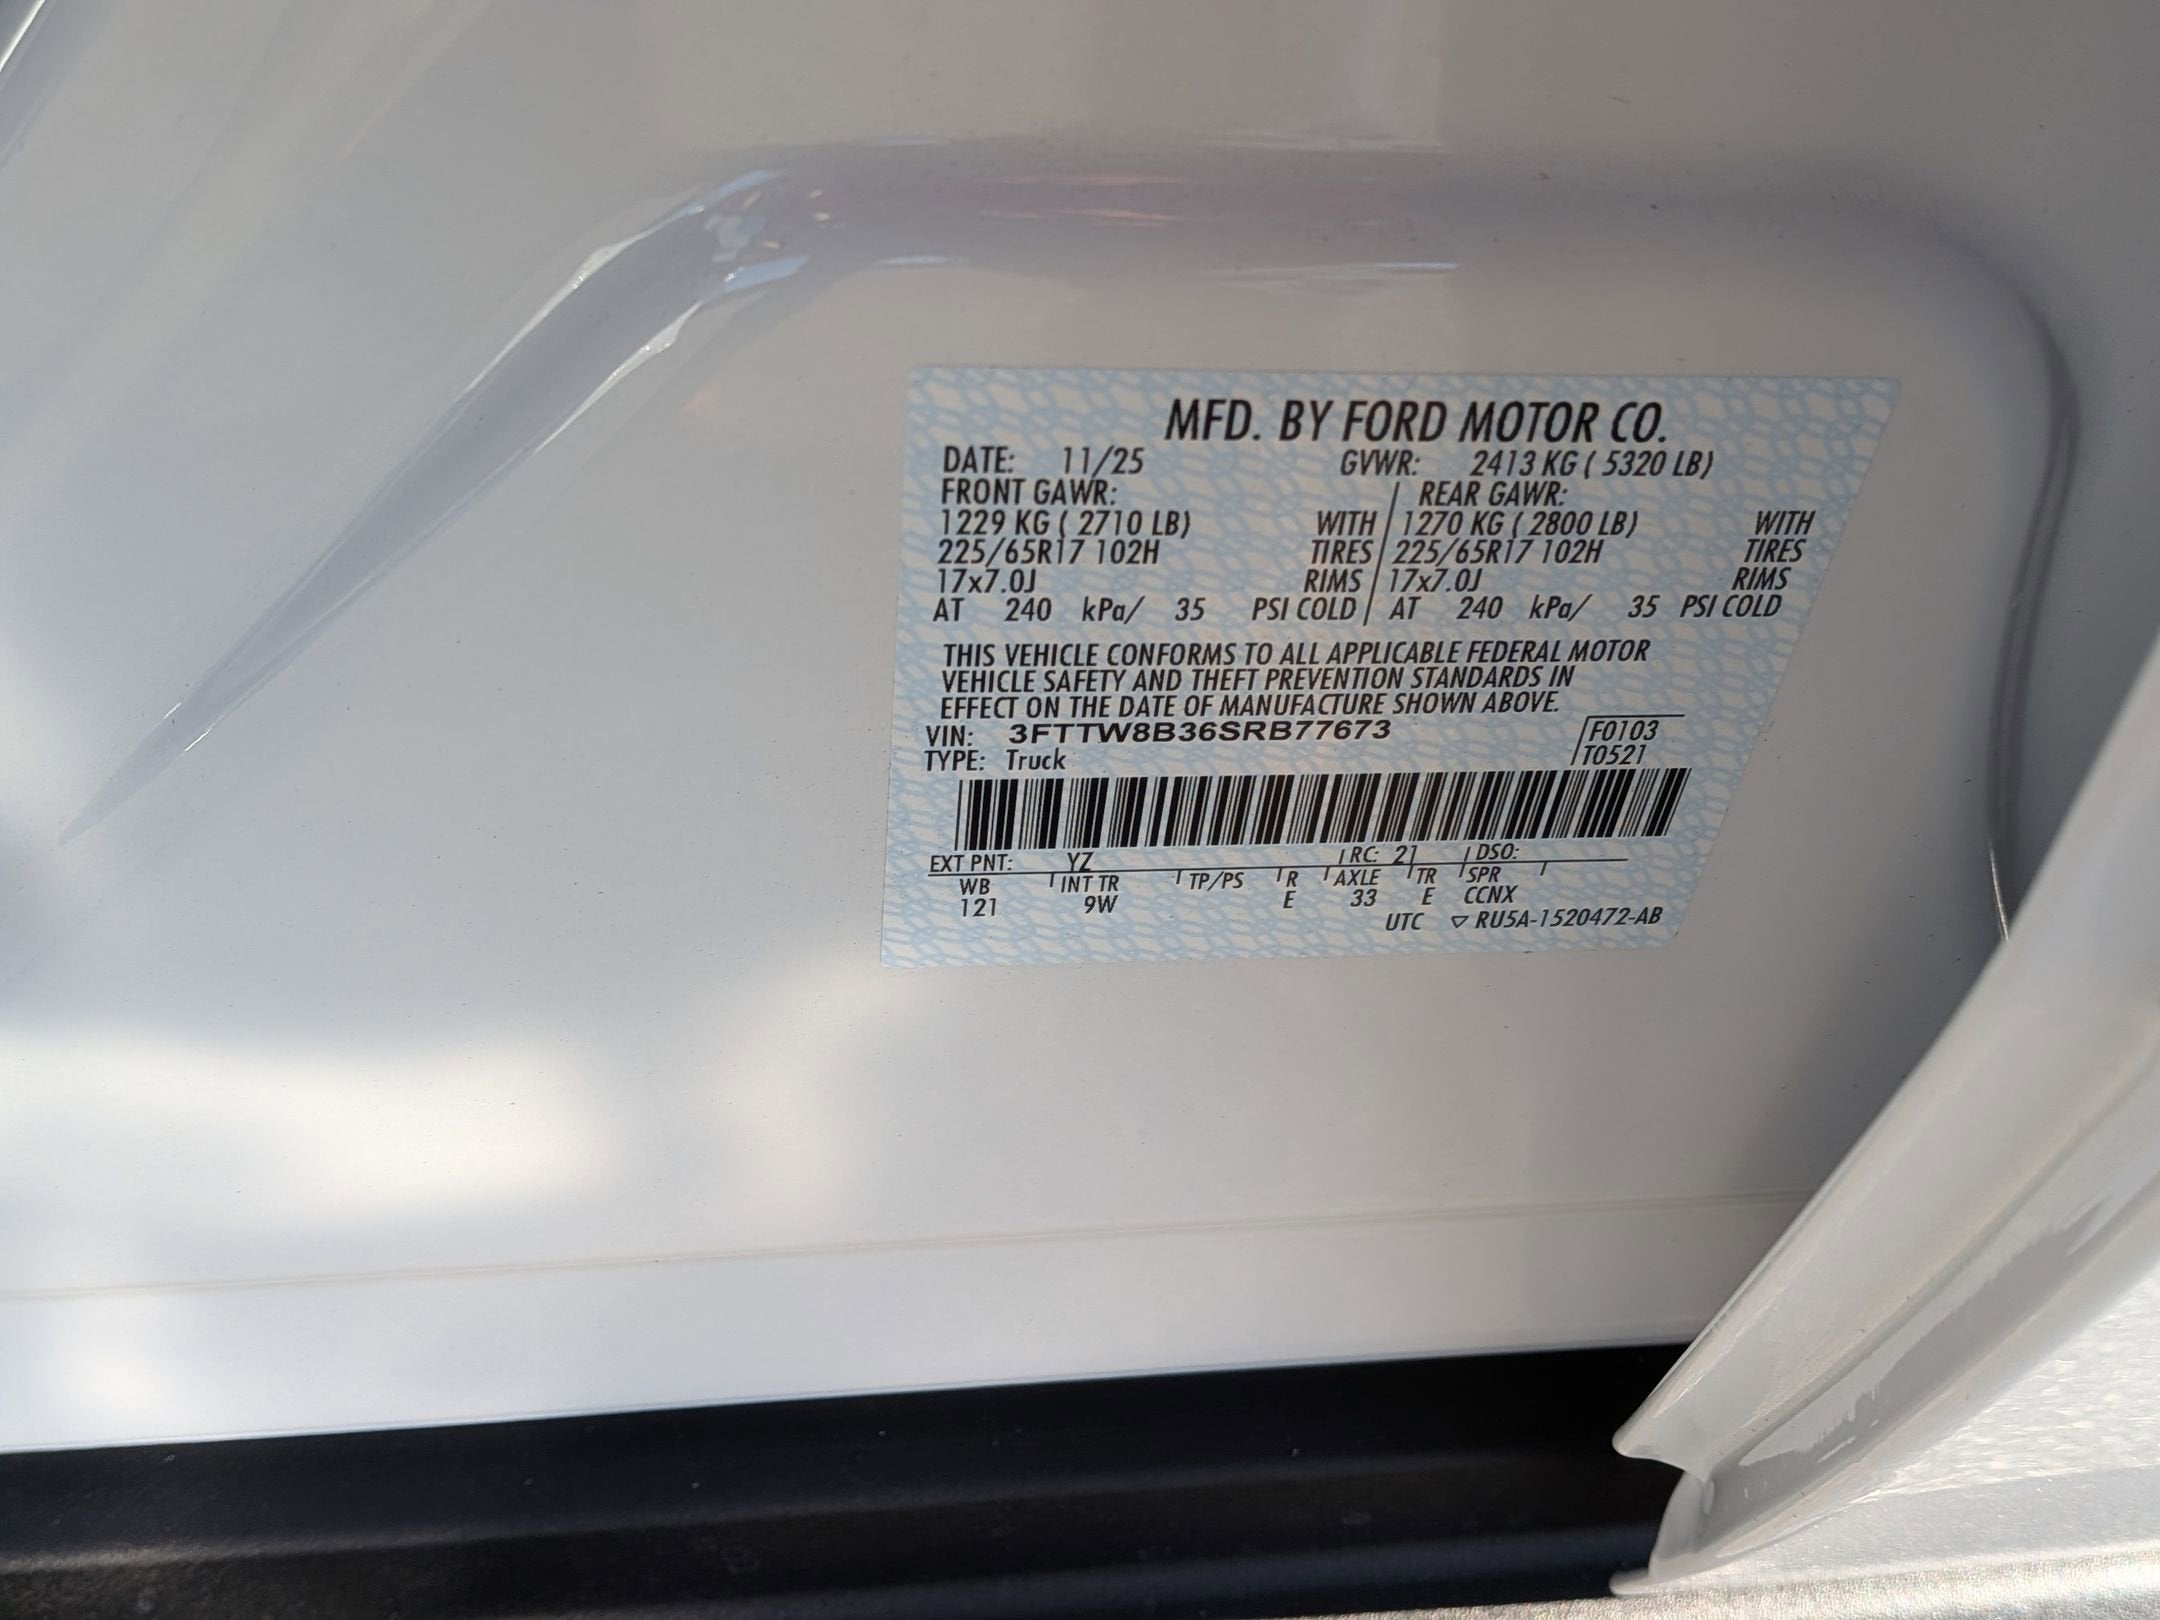 MFD. BY FORD MOTOR CO.
DATE: 11/25 GVWR: 2413 KG ( 5320 LB)
FRONT GAWR: REAR GAWR:
1229 KG ( 2710 LB) WITH 1270 KG ( 2800 LB) WITH
225/65R17 102H TIRES 225/65R17 102H TIRES
17x7.0J RIMS 17x7.0J RIMS
AT 240 kPa/ 35 PSI COLD AT 240 kPa/ 35 PSI COLD
THIS VEHICLE CONFORMS TO ALL APPLICABLE FEDERAL MOTOR
VEHICLE SAFETY AND THEFT PREVENTION STANDARDS IN
EFFECT ON THE DATE OF MANUFACTURE SHOWN ABOVE.
VIN: 3FTTW8B36SRB77673 F0103
TYPE: Truck T0521
EXT PNT: YZ RC: 21 DSO:
WB INT TR TP/PS R AXLE TR SPR
121 9W E 33 E CCNX
UTC ▽ RU5A-1520472-AB